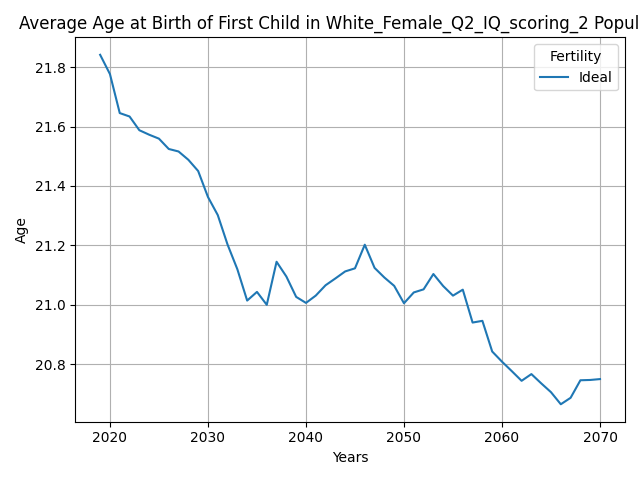 Average Age at Birth of First Child in White_Female_Q2_IQ_scoring_2 Popul
Fertility
Ideal
21.8
21.6
21.4
21.2
21.0
20.8
Age
2020 2030 2040 2050 2060 2070
Years